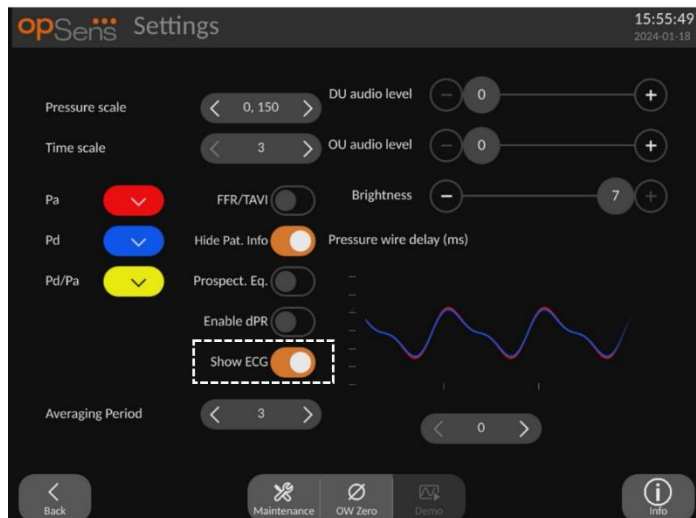 opSens Settings
15:55:49
2024-01-18
Pressure scale
0, 150
DU audio level
0
Time scale
3
OU audio level
0
Pa
FFR/TAVI
Brightness
7
Pd
Hide Pat. Info
Pressure wire delay (ms)
Pd/Pa
Prospect. Eq.
Enable dPR
Show ECG
Averaging Period
3
0
Back
Maintenance
OW Zero
Demo
Info